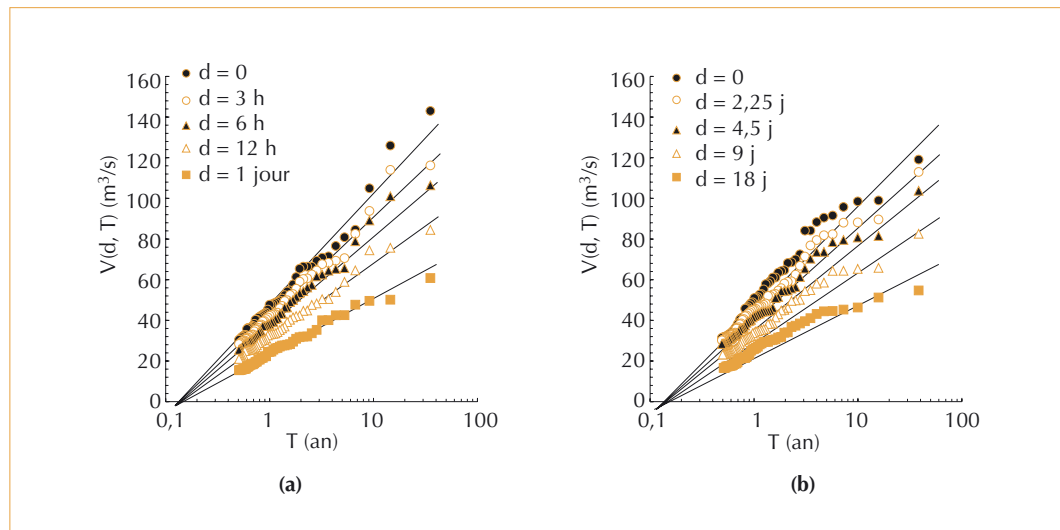 160
140
120
100
80
60
40
20
0
V(d, T) (m³/s)
d = 0
d = 3 h
d = 6 h
d = 12 h
d = 1 jour
0,1 1 10 100
T (an)
(a)
160
140
120
100
80
60
40
20
0
V(d, T) (m³/s)
d = 0
d = 2,25 j
d = 4,5 j
d = 9 j
d = 18 j
0,1 1 10 100
T (an)
(b)